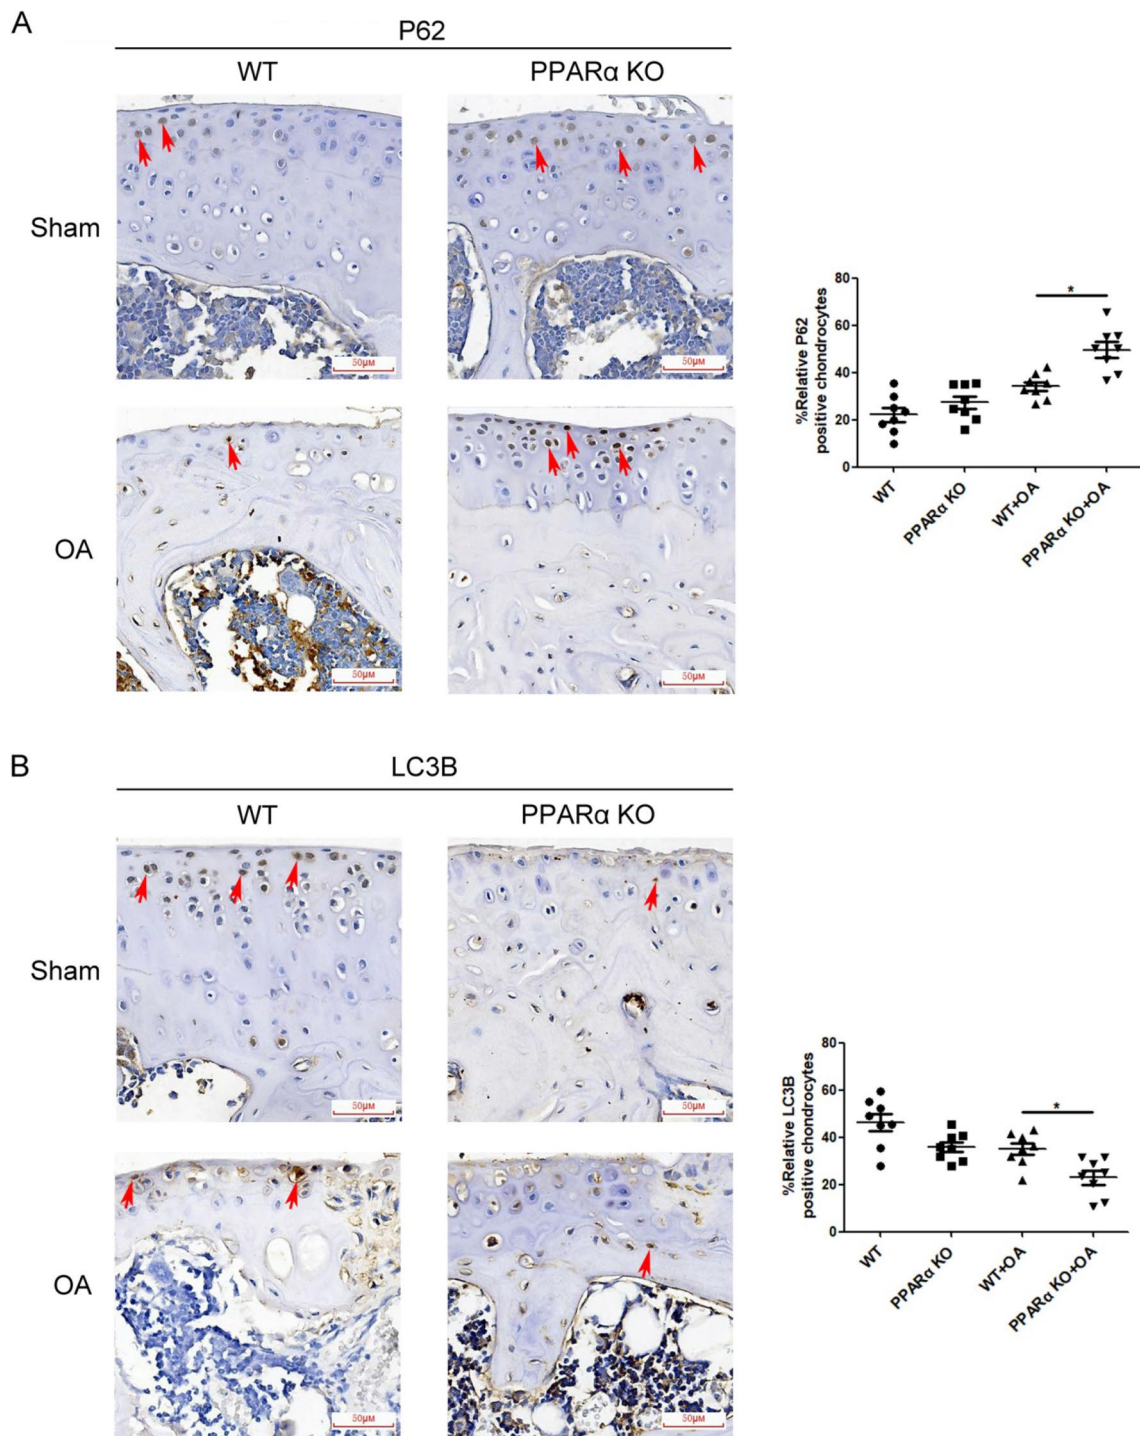 A
P62
WT PPARα KO
Sham
50μM 50μM
OA
50μM 50μM
%Relative P62
positive chondrocytes
80
60
40
20
0
*
WT PPARα KO WT+OA PPARα KO+OA
B
LC3B
WT PPARα KO
Sham
50μM 50μM
OA
50μM 50μM
%Relative LC3B
positive chondrocytes
80
60
40
20
0
*
WT PPARα KO WT+OA PPARα KO+OA